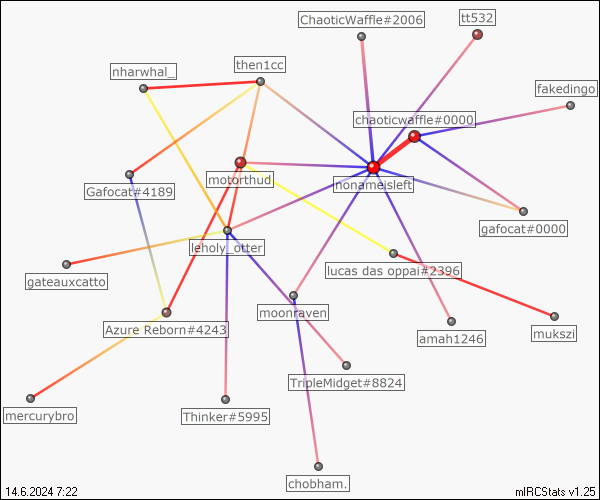 ChaoticWaffle#2006
tt532
then1cc
nharwhal_
fakedingo
chaoticwaffle#0000
motorthud
nonameisleft
Gafocat#4189
gafocat#0000
leholy_otter
gateauxcatto
lucas das oppai#2396
moonraven
Azure Reborn#4243
amah1246
mukszi
TripleMidget#8824
mercurybro
Thinker#5995
chobham.
14.6.2024 7:22
mIRCStats v1.25